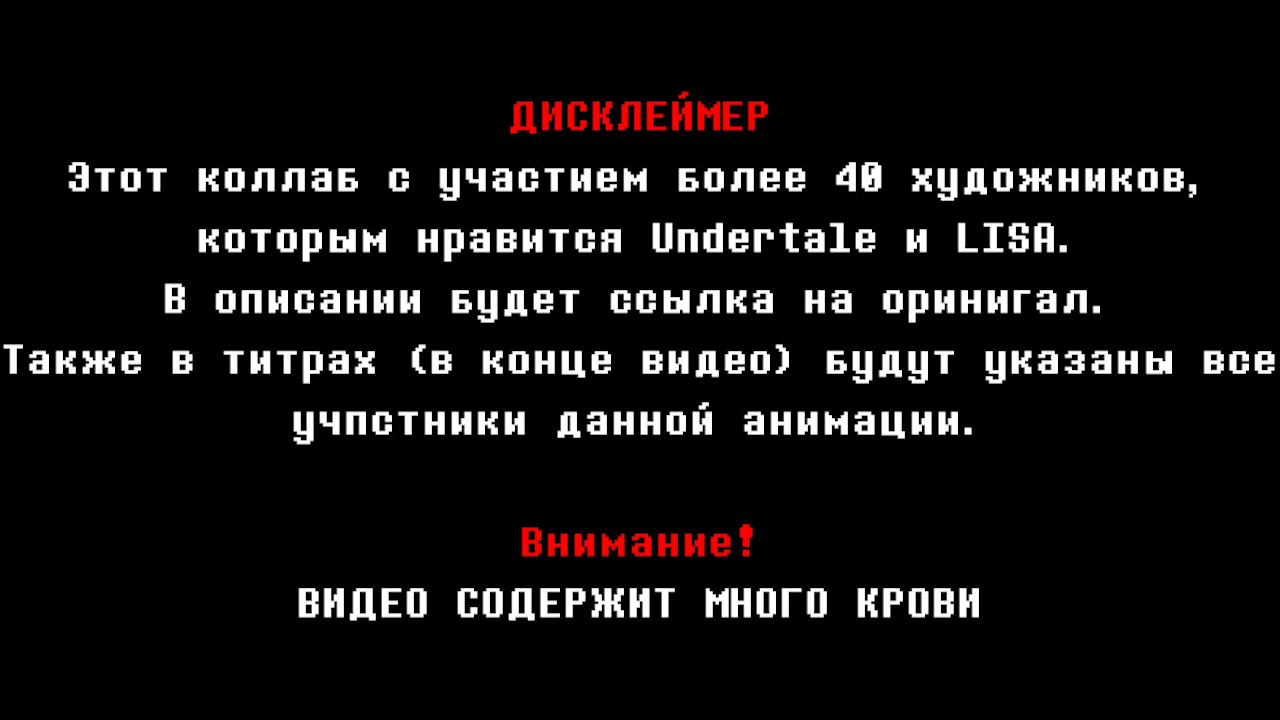 ДИСКЛЕЙМЕР
Этот коллаб с участием более 40 художников,
которым нравится Undertale и LISA.
В описании будет ссылка на оринигал.
Также в титрах (в конце видео) будут указаны все
учпстники данной анимации.
Внимание!
ВИДЕО СОДЕРЖИТ МНОГО КРОВИ